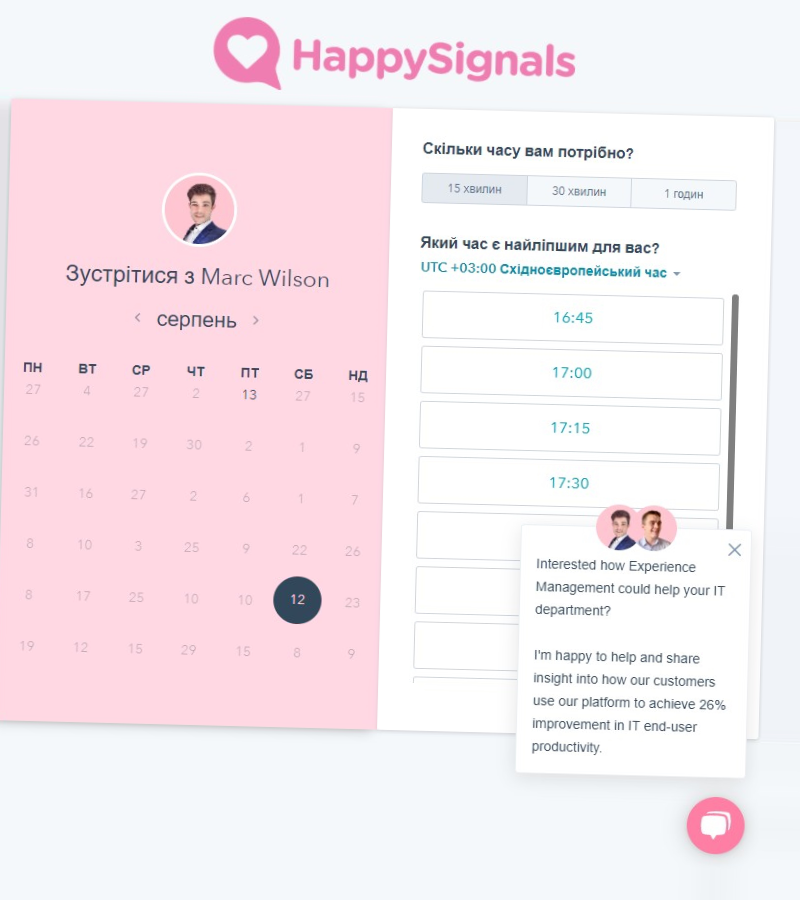 HappySignals
Зустрітися з Marc Wilson
серпень
ПН ВТ СР ЧТ ПТ СБ НД
27 4 27 2 13 27 15
26 22 19 30 2 1 9
31 16 27 2 6 1 7
8 10 3 25 9 22 26
8 17 25 10 10 12 23
19 12 15 29 15 8 9
Скільки часу вам потрібно?
15 хвилин 30 хвилин 1 годин
Який час є найліпшим для вас?
UTC +03:00 Східноєвропейський час
16:45
17:00
17:15
17:30
Interested how Experience
Management could help your IT
department?
I'm happy to help and share
insight into how our customers
use our platform to achieve 26%
improvement in IT end-user
productivity.